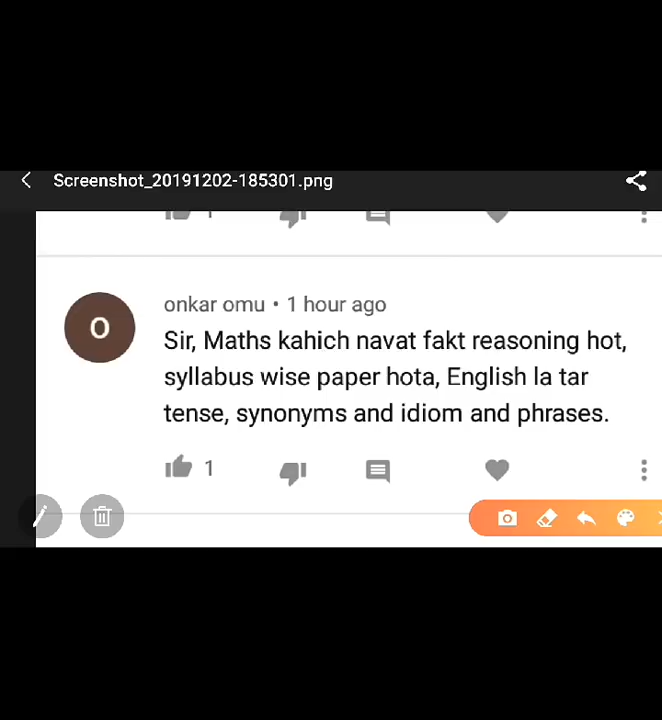 Screenshot_20191202-185301.png
1
O
onkar omu • 1 hour ago
Sir, Maths kahich navat fakt reasoning hot,
syllabus wise paper hota, English la tar
tense, synonyms and idiom and phrases.
1